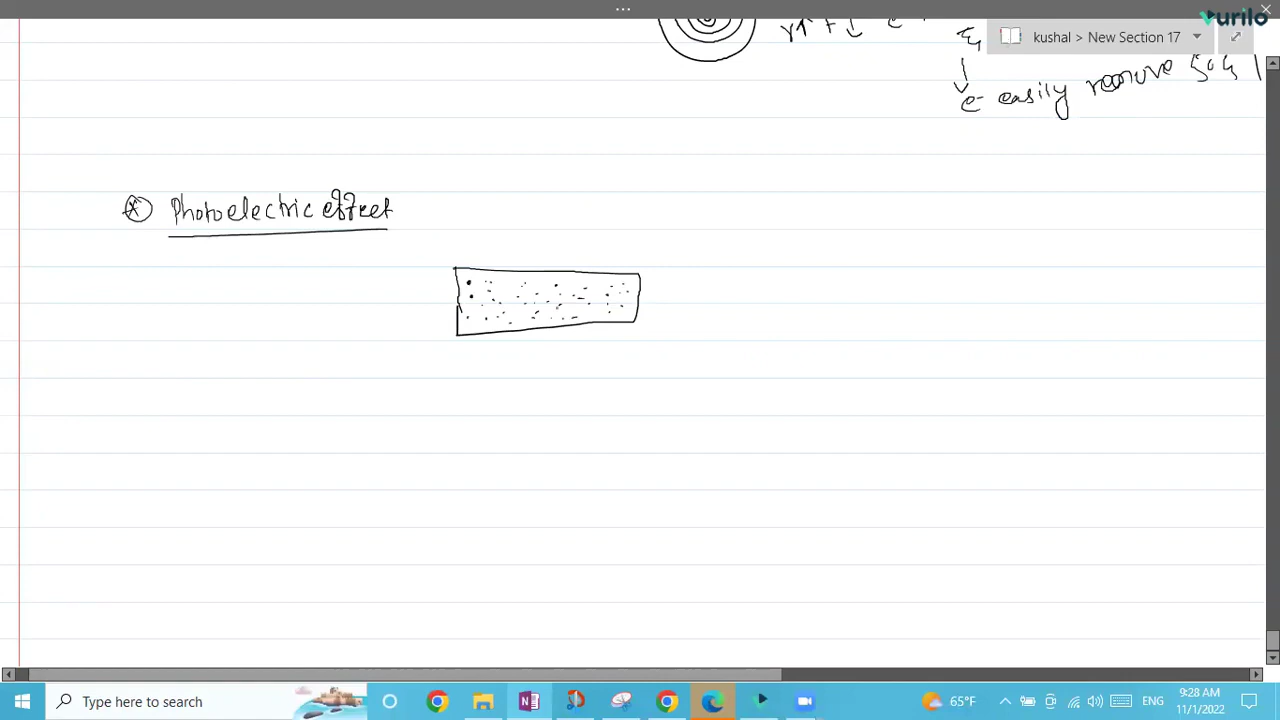 vurilo
kushal > New Section 17
e⁻ easily remove
Photoelectric effect
Type here to search
65°F
ENG
9:28 AM
11/1/2022